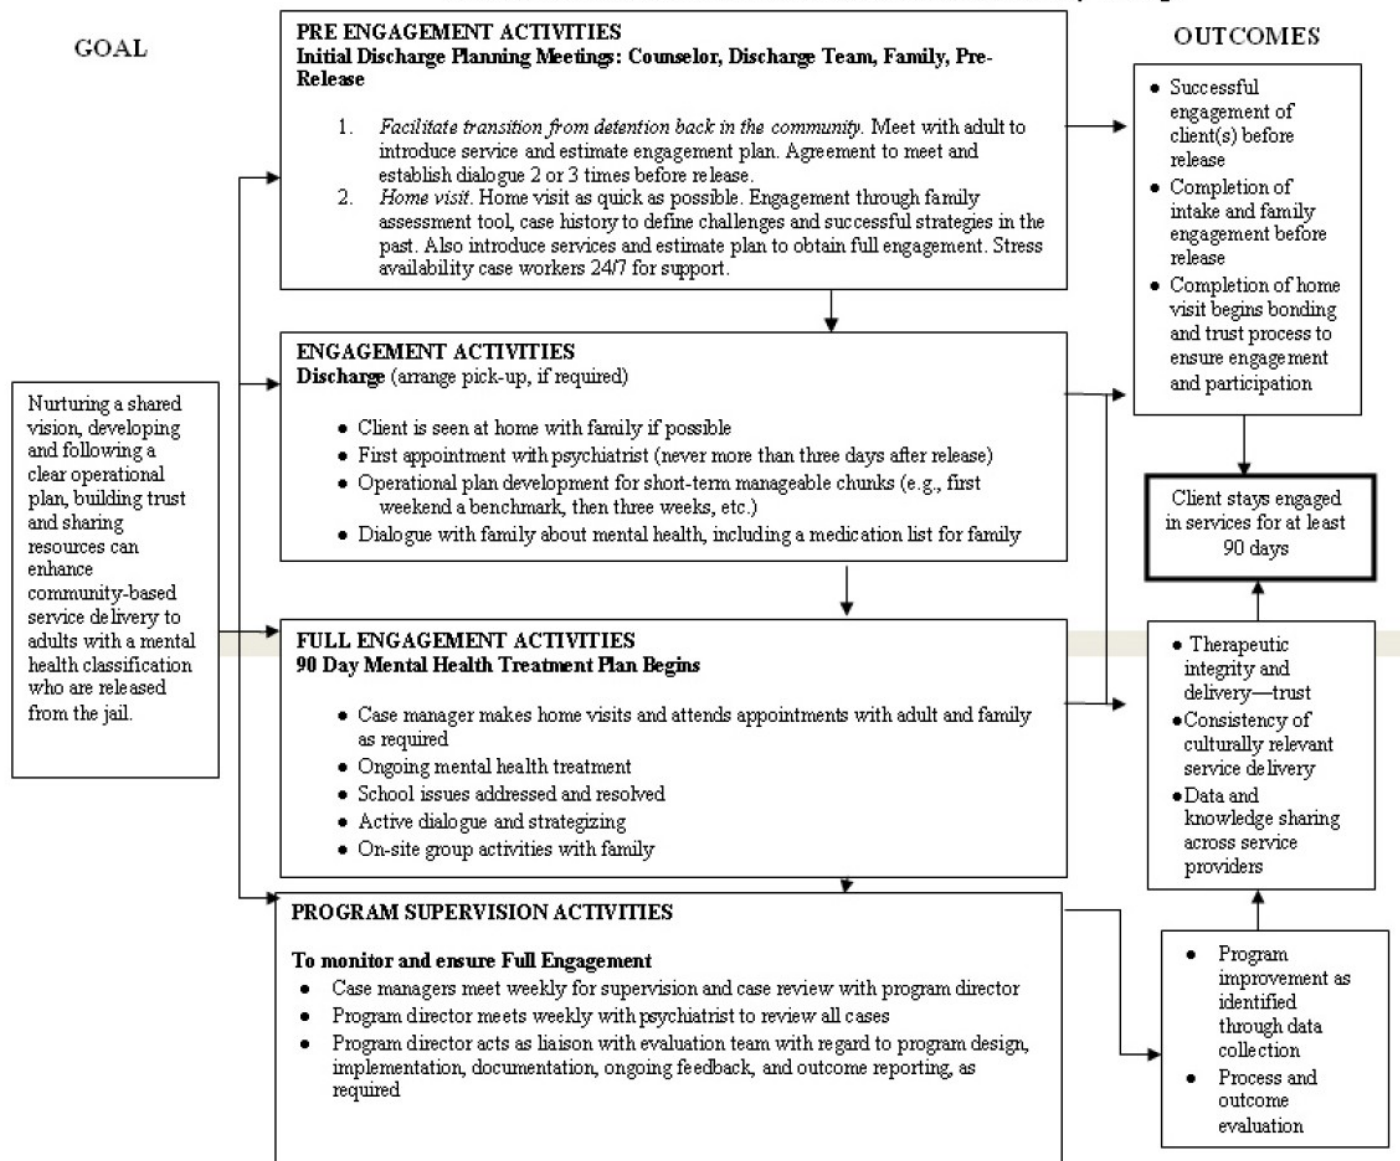 GOAL
PRE ENGAGEMENT ACTIVITIES
Initial Discharge Planning Meetings: Counselor, Discharge Team, Family, Pre-
Release
1. Facilitate transition from detention back in the community. Meet with adult to
introduce service and estimate engagement plan. Agreement to meet and
establish dialogue 2 or 3 times before release.
2. Home visit. Home visit as quick as possible. Engagement through family
assessment tool, case history to define challenges and successful strategies in the
past. Also introduce services and estimate plan to obtain full engagement. Stress
availability case workers 24/7 for support.
OUTCOMES
• Successful
engagement of
client(s) before
release
• Completion of
intake and family
engagement before
release
• Completion of home
visit begins bonding
and trust process to
ensure engagement
and participation
ENGAGEMENT ACTIVITIES
Discharge (arrange pick-up, if required)
• Client is seen at home with family if possible
• First appointment with psychiatrist (never more than three days after release)
• Operational plan development for short-term manageable chunks (e.g., first
weekend a benchmark, then three weeks, etc.)
• Dialogue with family about mental health, including a medication list for family
Nurturing a shared
vision, developing
and following a
clear operational
plan, building trust
and sharing
resources can
enhance
community-based
service delivery to
adults with a mental
health classification
who are released
from the jail.
Client stays engaged
in services for at least
90 days
FULL ENGAGEMENT ACTIVITIES
90 Day Mental Health Treatment Plan Begins
• Case manager makes home visits and attends appointments with adult and family
as required
• Ongoing mental health treatment
• School issues addressed and resolved
• Active dialogue and strategizing
• On-site group activities with family
• Therapeutic
integrity and
delivery—trust
•Consistency of
culturally relevant
service delivery
•Data and
knowledge sharing
across service
providers
PROGRAM SUPERVISION ACTIVITIES
To monitor and ensure Full Engagement
• Case managers meet weekly for supervision and case review with program director
• Program director meets weekly with psychiatrist to review all cases
• Program director acts as liaison with evaluation team with regard to program design,
implementation, documentation, ongoing feedback, and outcome reporting, as
required
• Program
improvement as
identified
through data
collection
• Process and
outcome
evaluation